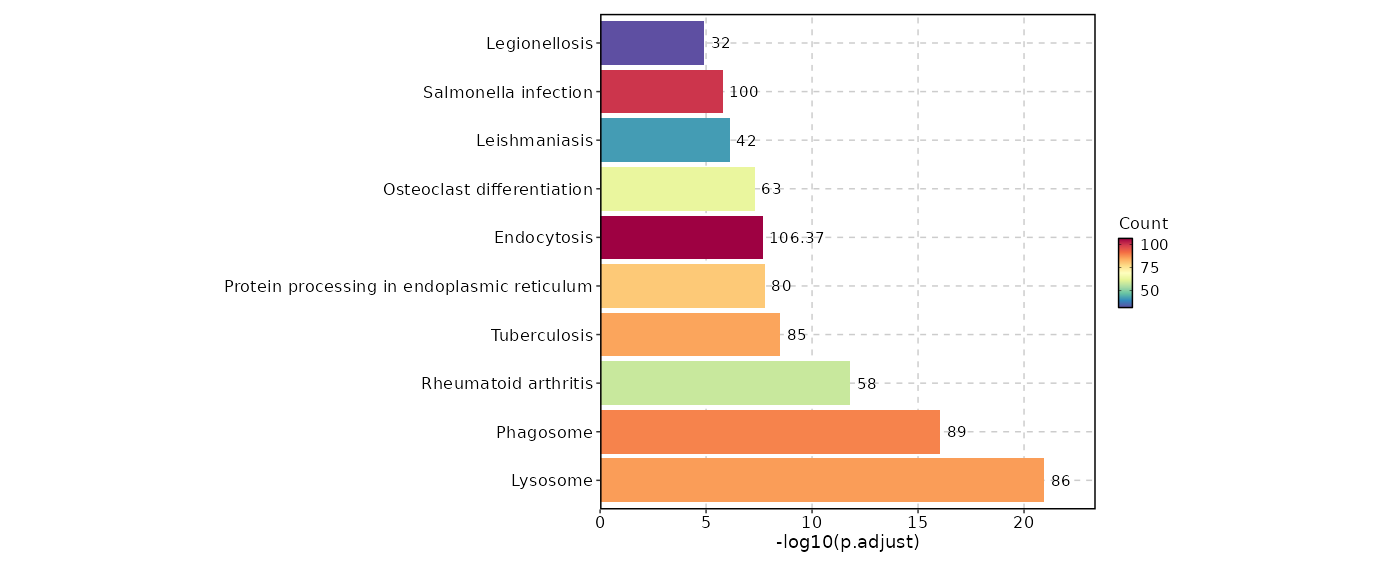 Legionellosis 32
Salmonella infection 100
Leishmaniasis 42
Osteoclast differentiation 63
Endocytosis 106.37
Protein processing in endoplasmic reticulum 80
Tuberculosis 85
Rheumatoid arthritis 58
Phagosome 89
Lysosome 86
0 5 10 15 20
-log10(p.adjust)
Count
100
75
50